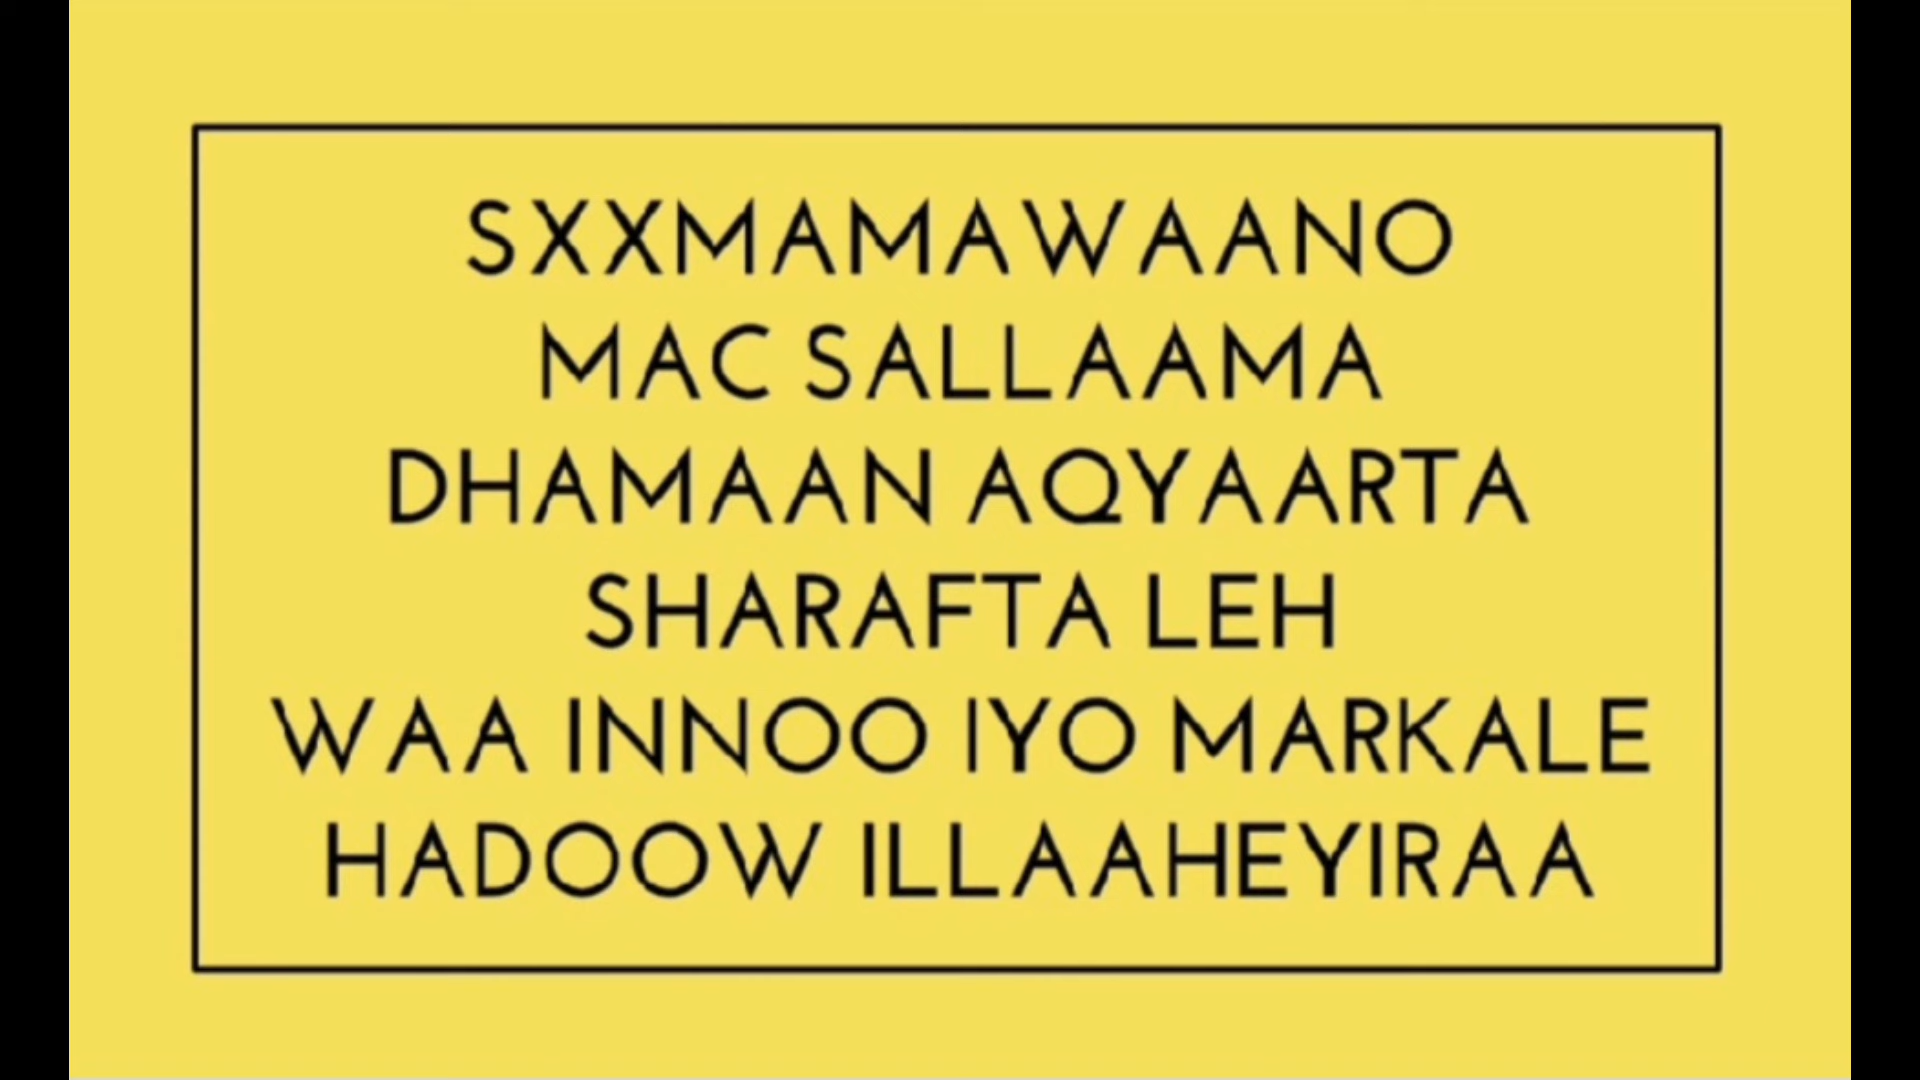 SXXMAMAWAANO
MAC SALLAAMA
DHAMAAN AQYAARTA
SHARAFTA LEH
WAA INNOO IYO MARKALE
HADOOW ILLAAHEYIRAA